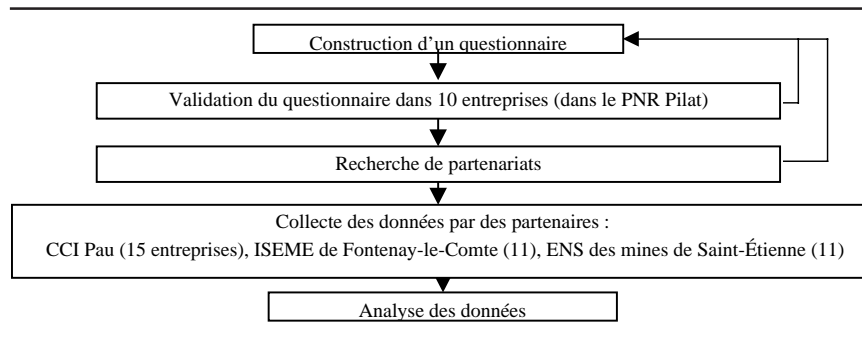 Construction d'un questionnaire
Validation du questionnaire dans 10 entreprises (dans le PNR Pilat)
Recherche de partenariats
Collecte des données par des partenaires :
CCI Pau (15 entreprises), ISEME de Fontenay-le-Comte (11), ENS des mines de Saint-Étienne (11)
Analyse des données